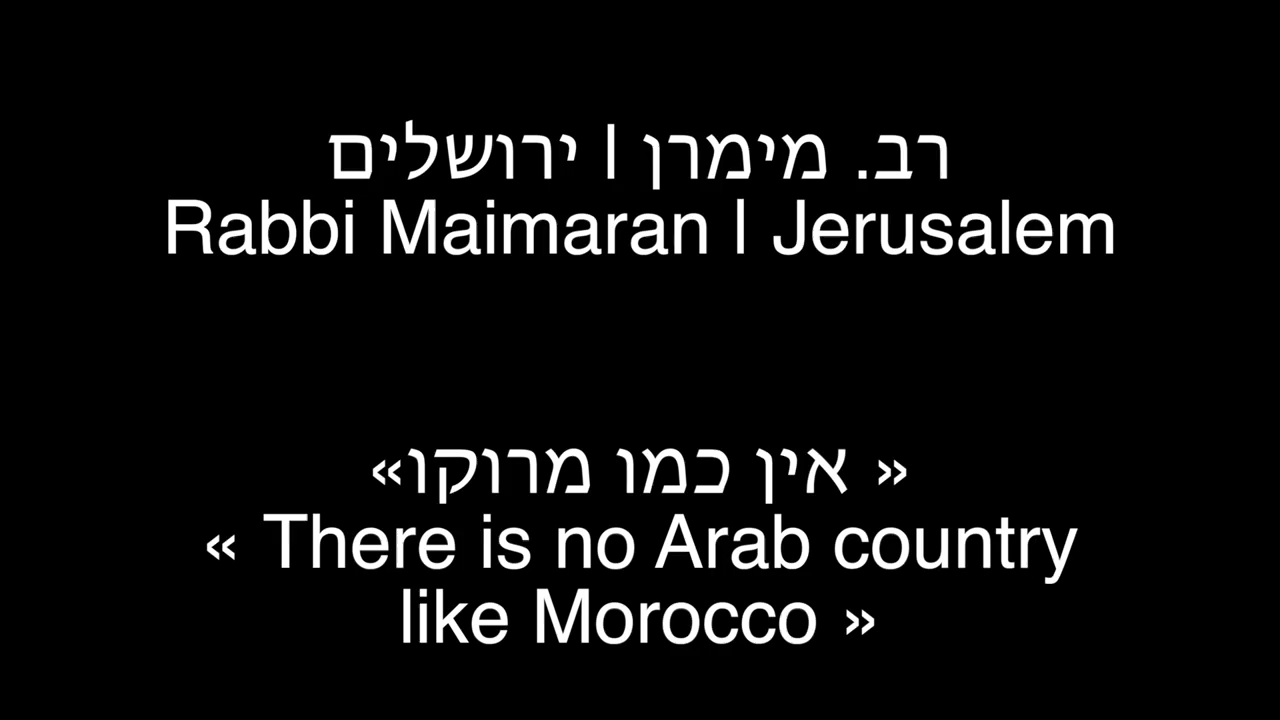 רב. מימרן | ירושלים
Rabbi Maimaran | Jerusalem
« אין כמו מרוקו»
« There is no Arab country
like Morocco »